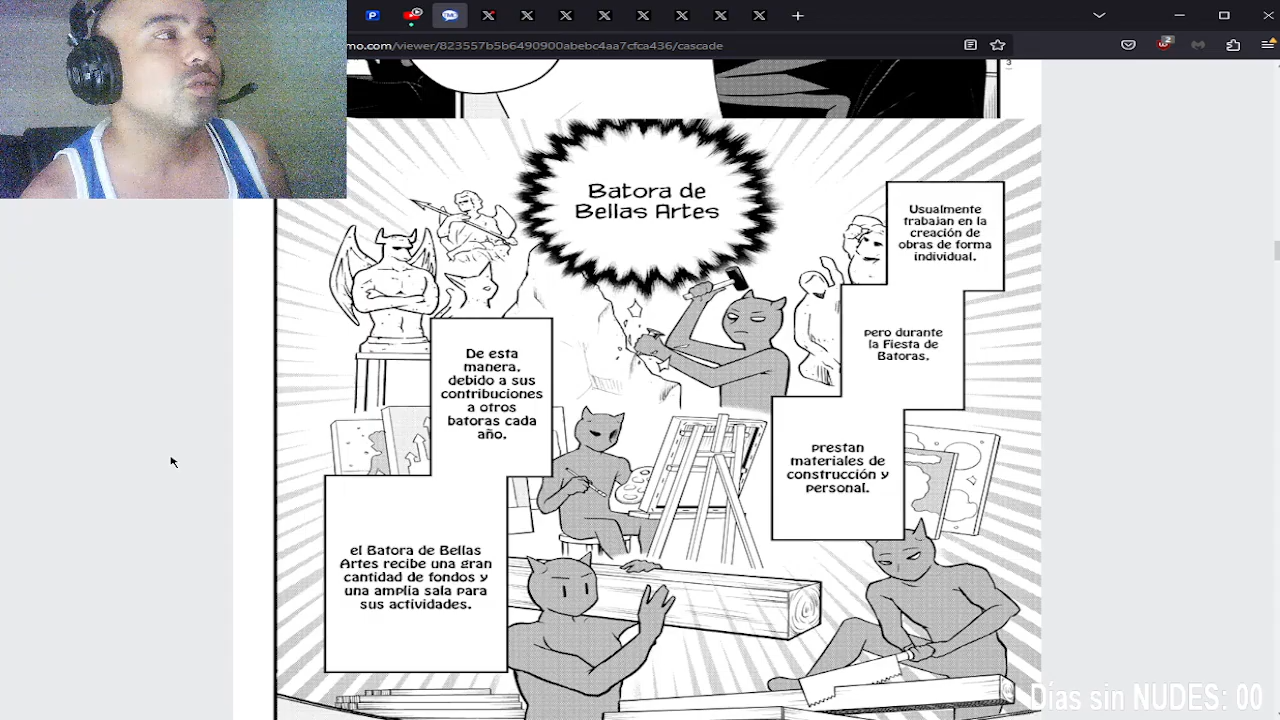 mo.com/viewer/823557b5b6490900abebc4aa7cfca436/cascade
2
3
Batora de
Bellas Artes
Usualmente
trabajan en la
creación de
obras de forma
individual.
pero durante
la Fiesta de
Batoras,
prestan
materiales de
construcción y
personal.
De esta
manera,
debido a sus
contribuciones
a otros
batoras cada
año,
el Batora de Bellas
Artes recibe una gran
cantidad de fondos y
una amplia sala para
sus actividades.
Días sin NUDES: 00